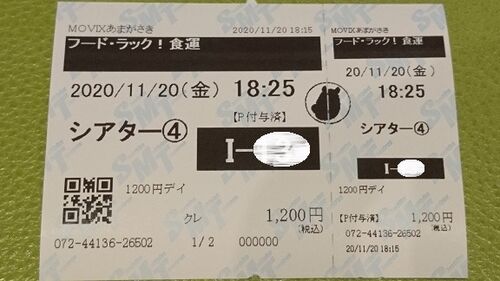 MOVIXあまがさき 2020/11/20 18:15
フード・ラック!食運
2020/11/20(金) 18:25
【P付与済】
シアター④
I-
1200円デイ
クレ 1,200円
(税込)
072-44136-26502 1/2 000000
MOVIXあまがさき
フード・ラック!食運
20/11/20(金)
18:25
シアター④
I-
1200円デイ
【P付与済】 1,200円
072-44136-26502 (税込)
20/11/20 18:15